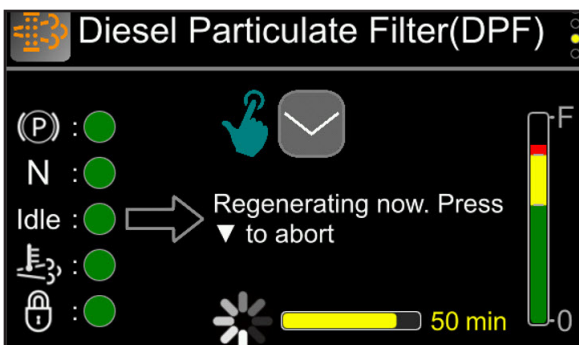 Diesel Particulate Filter(DPF)
(P) :
F
N :
Idle :
Regenerating now. Press
▼ to abort
:
:
50 min
0